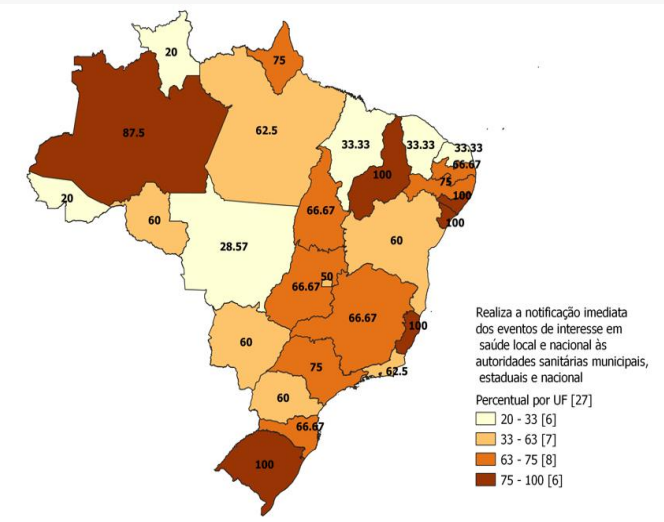 20
75
87.5
62.5
33.33
33.33
33.33
66.67
100
75
20
100
66.67
100
60
60
28.57
50
66.67
66.67
100
60
62.5
75
60
66.67
100
Realiza a notificação imediata
dos eventos de interesse em
saúde local e nacional às
autoridades sanitárias municipais,
estaduais e nacional
Percentual por UF [27]
20 - 33 [6]
33 - 63 [7]
63 - 75 [8]
75 - 100 [6]